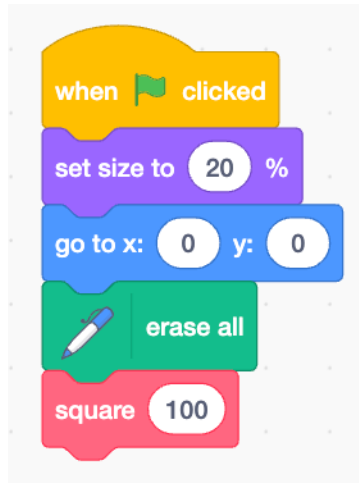 when clicked
set size to 20 %
go to x: 0 y: 0
erase all
square 100